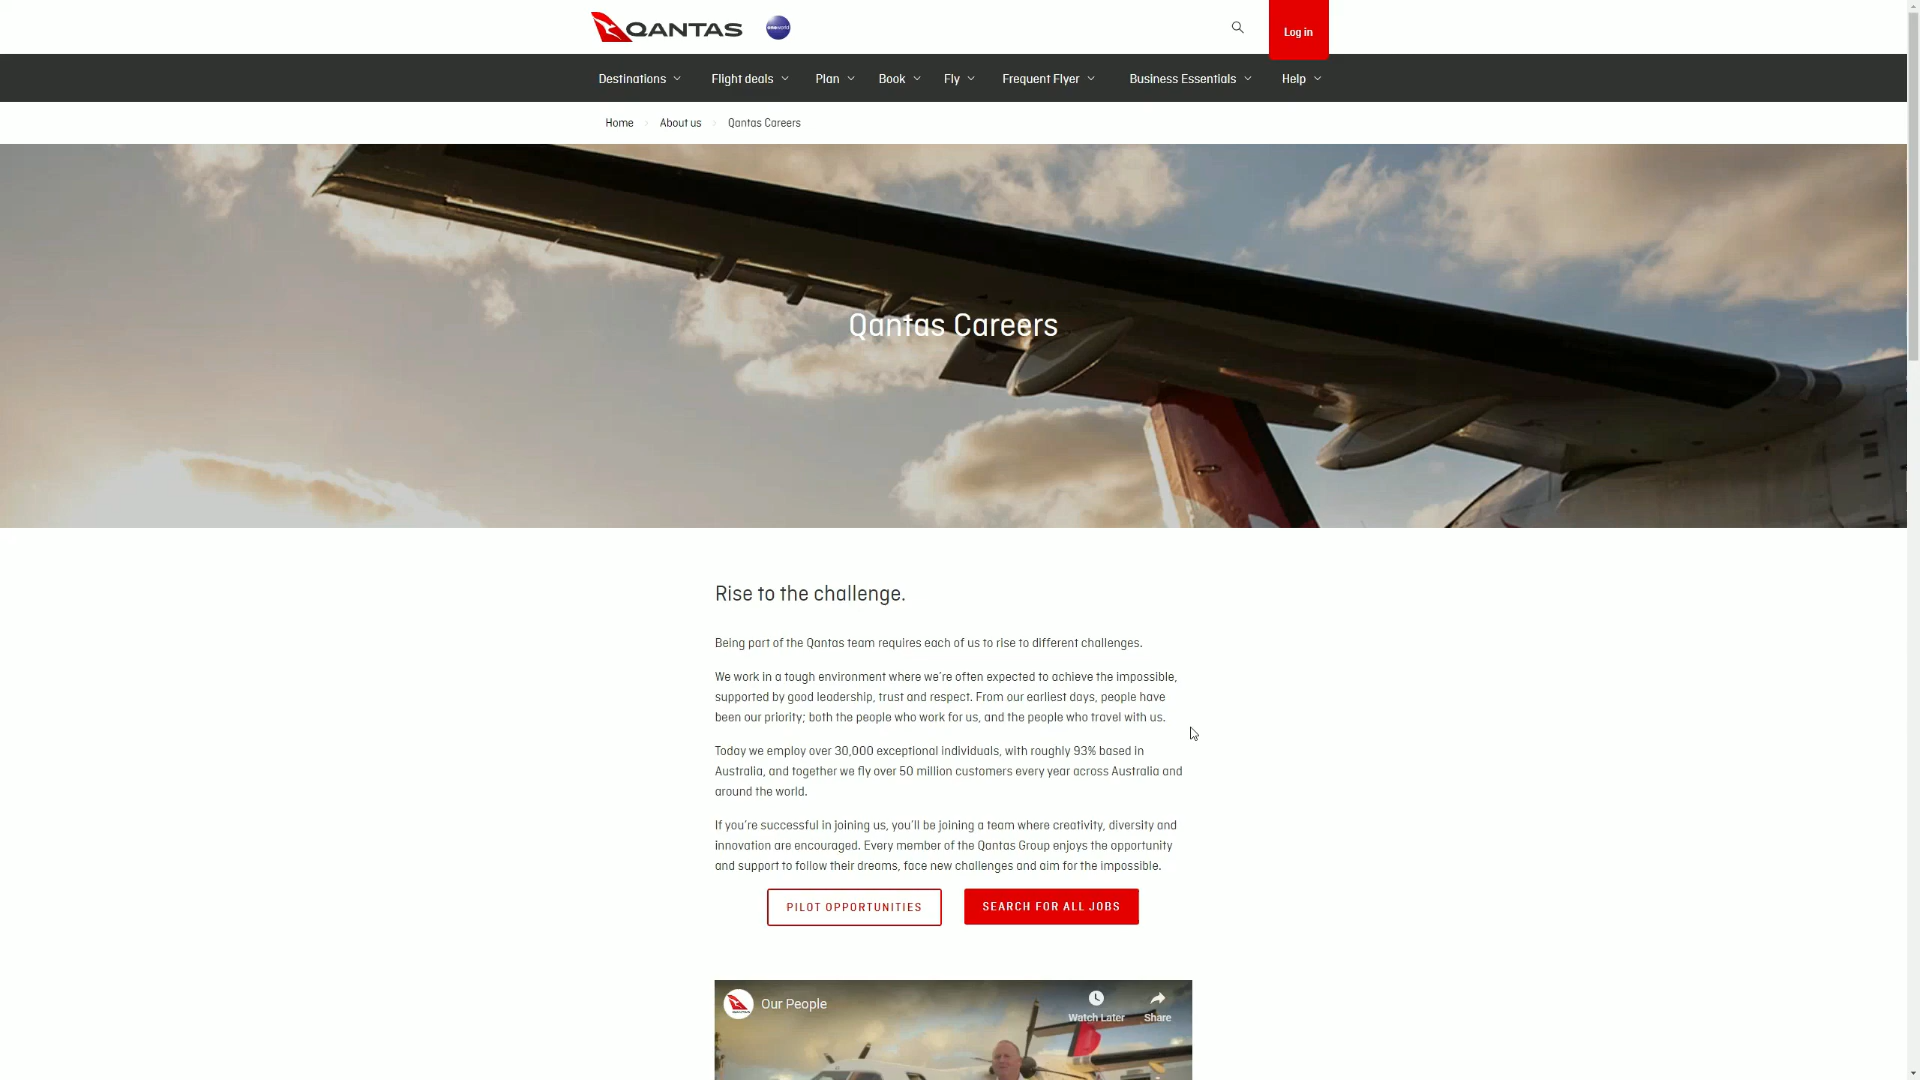 QANTAS
oneworld
Log in
Destinations
Flight deals
Plan
Book
Fly
Frequent Flyer
Business Essentials
Help
Home
About us
Qantas Careers
Qantas Careers
Rise to the challenge.
Being part of the Qantas team requires each of us to rise to different challenges.
We work in a tough environment where we're often expected to achieve the impossible,
supported by good leadership, trust and respect. From our earliest days, people have
been our priority; both the people who work for us, and the people who travel with us.
Today we employ over 30,000 exceptional individuals, with roughly 93% based in
Australia, and together we fly over 50 million customers every year across Australia and
around the world.
If you're successful in joining us, you'll be joining a team where creativity, diversity and
innovation are encouraged. Every member of the Qantas Group enjoys the opportunity
and support to follow their dreams, face new challenges and aim for the impossible.
PILOT OPPORTUNITIES
SEARCH FOR ALL JOBS
Our People
Watch Later
Share